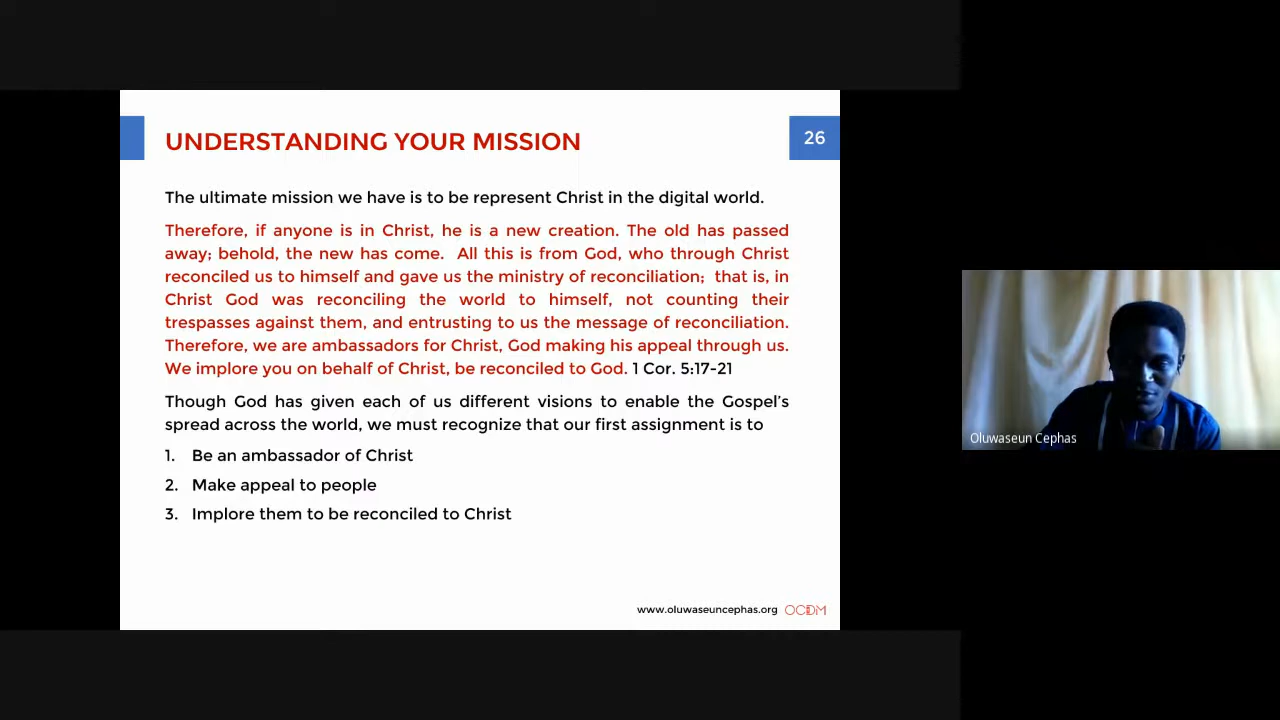 UNDERSTANDING YOUR MISSION
26
The ultimate mission we have is to be represent Christ in the digital world.
Therefore, if anyone is in Christ, he is a new creation. The old has passed
away; behold, the new has come. All this is from God, who through Christ
reconciled us to himself and gave us the ministry of reconciliation; that is, in
Christ God was reconciling the world to himself, not counting their
trespasses against them, and entrusting to us the message of reconciliation.
Therefore, we are ambassadors for Christ, God making his appeal through us.
We implore you on behalf of Christ, be reconciled to God. 1 Cor. 5:17-21
Though God has given each of us different visions to enable the Gospel's
spread across the world, we must recognize that our first assignment is to
1. Be an ambassador of Christ
2. Make appeal to people
3. Implore them to be reconciled to Christ
www.oluwaseuncephas.org OCDM
Oluwaseun Cephas